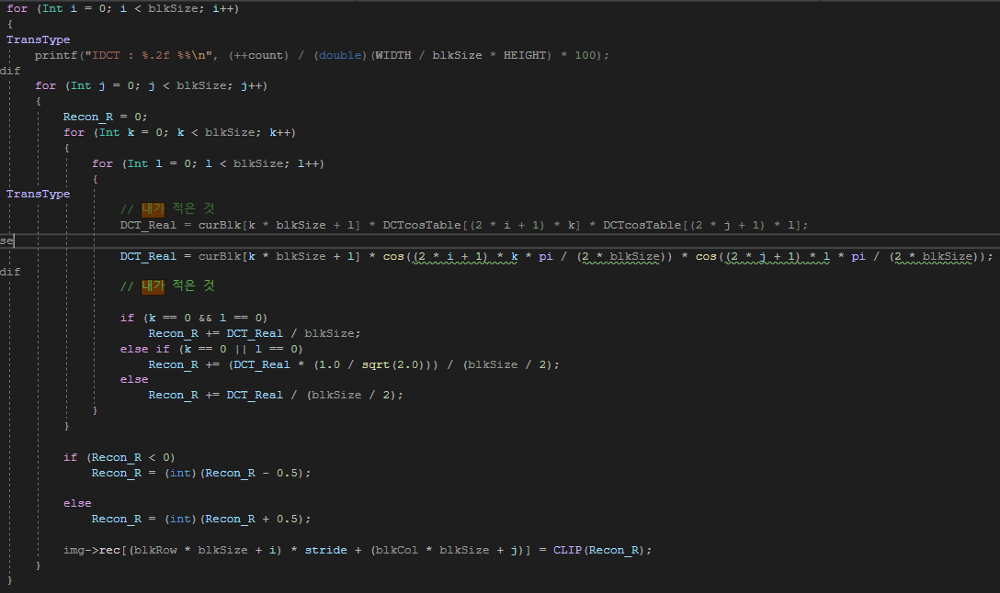 for (Int i = 0; i < blkSize; i++)
{
TransType
printf("IDCT : %.2f %%\n", (++count) / (double)(WIDTH / blkSize * HEIGHT) * 100);
dif
for (Int j = 0; j < blkSize; j++)
{
Recon_R = 0;
for (Int k = 0; k < blkSize; k++)
{
for (Int l = 0; l < blkSize; l++)
{
TransType
// 내가 적은 것
DCT_Real = curBlk[k * blkSize + l] * DCTcosTable[(2 * i + 1) * k] * DCTcosTable[(2 * j + 1) * l];
se
DCT_Real = curBlk[k * blkSize + l] * cos((2 * i + 1) * k * pi / (2 * blkSize)) * cos((2 * j + 1) * l * pi / (2 * blkSize));
dif
// 내가 적은 것
if (k == 0 && l == 0)
Recon_R += DCT_Real / blkSize;
else if (k == 0 || l == 0)
Recon_R += (DCT_Real * (1.0 / sqrt(2.0))) / (blkSize / 2);
else
Recon_R += DCT_Real / (blkSize / 2);
}
}
if (Recon_R < 0)
Recon_R = (int)(Recon_R - 0.5);
else
Recon_R = (int)(Recon_R + 0.5);
img->rec[(blkRow * blkSize + i) * stride + (blkCol * blkSize + j)] = CLIP(Recon_R);
}
}